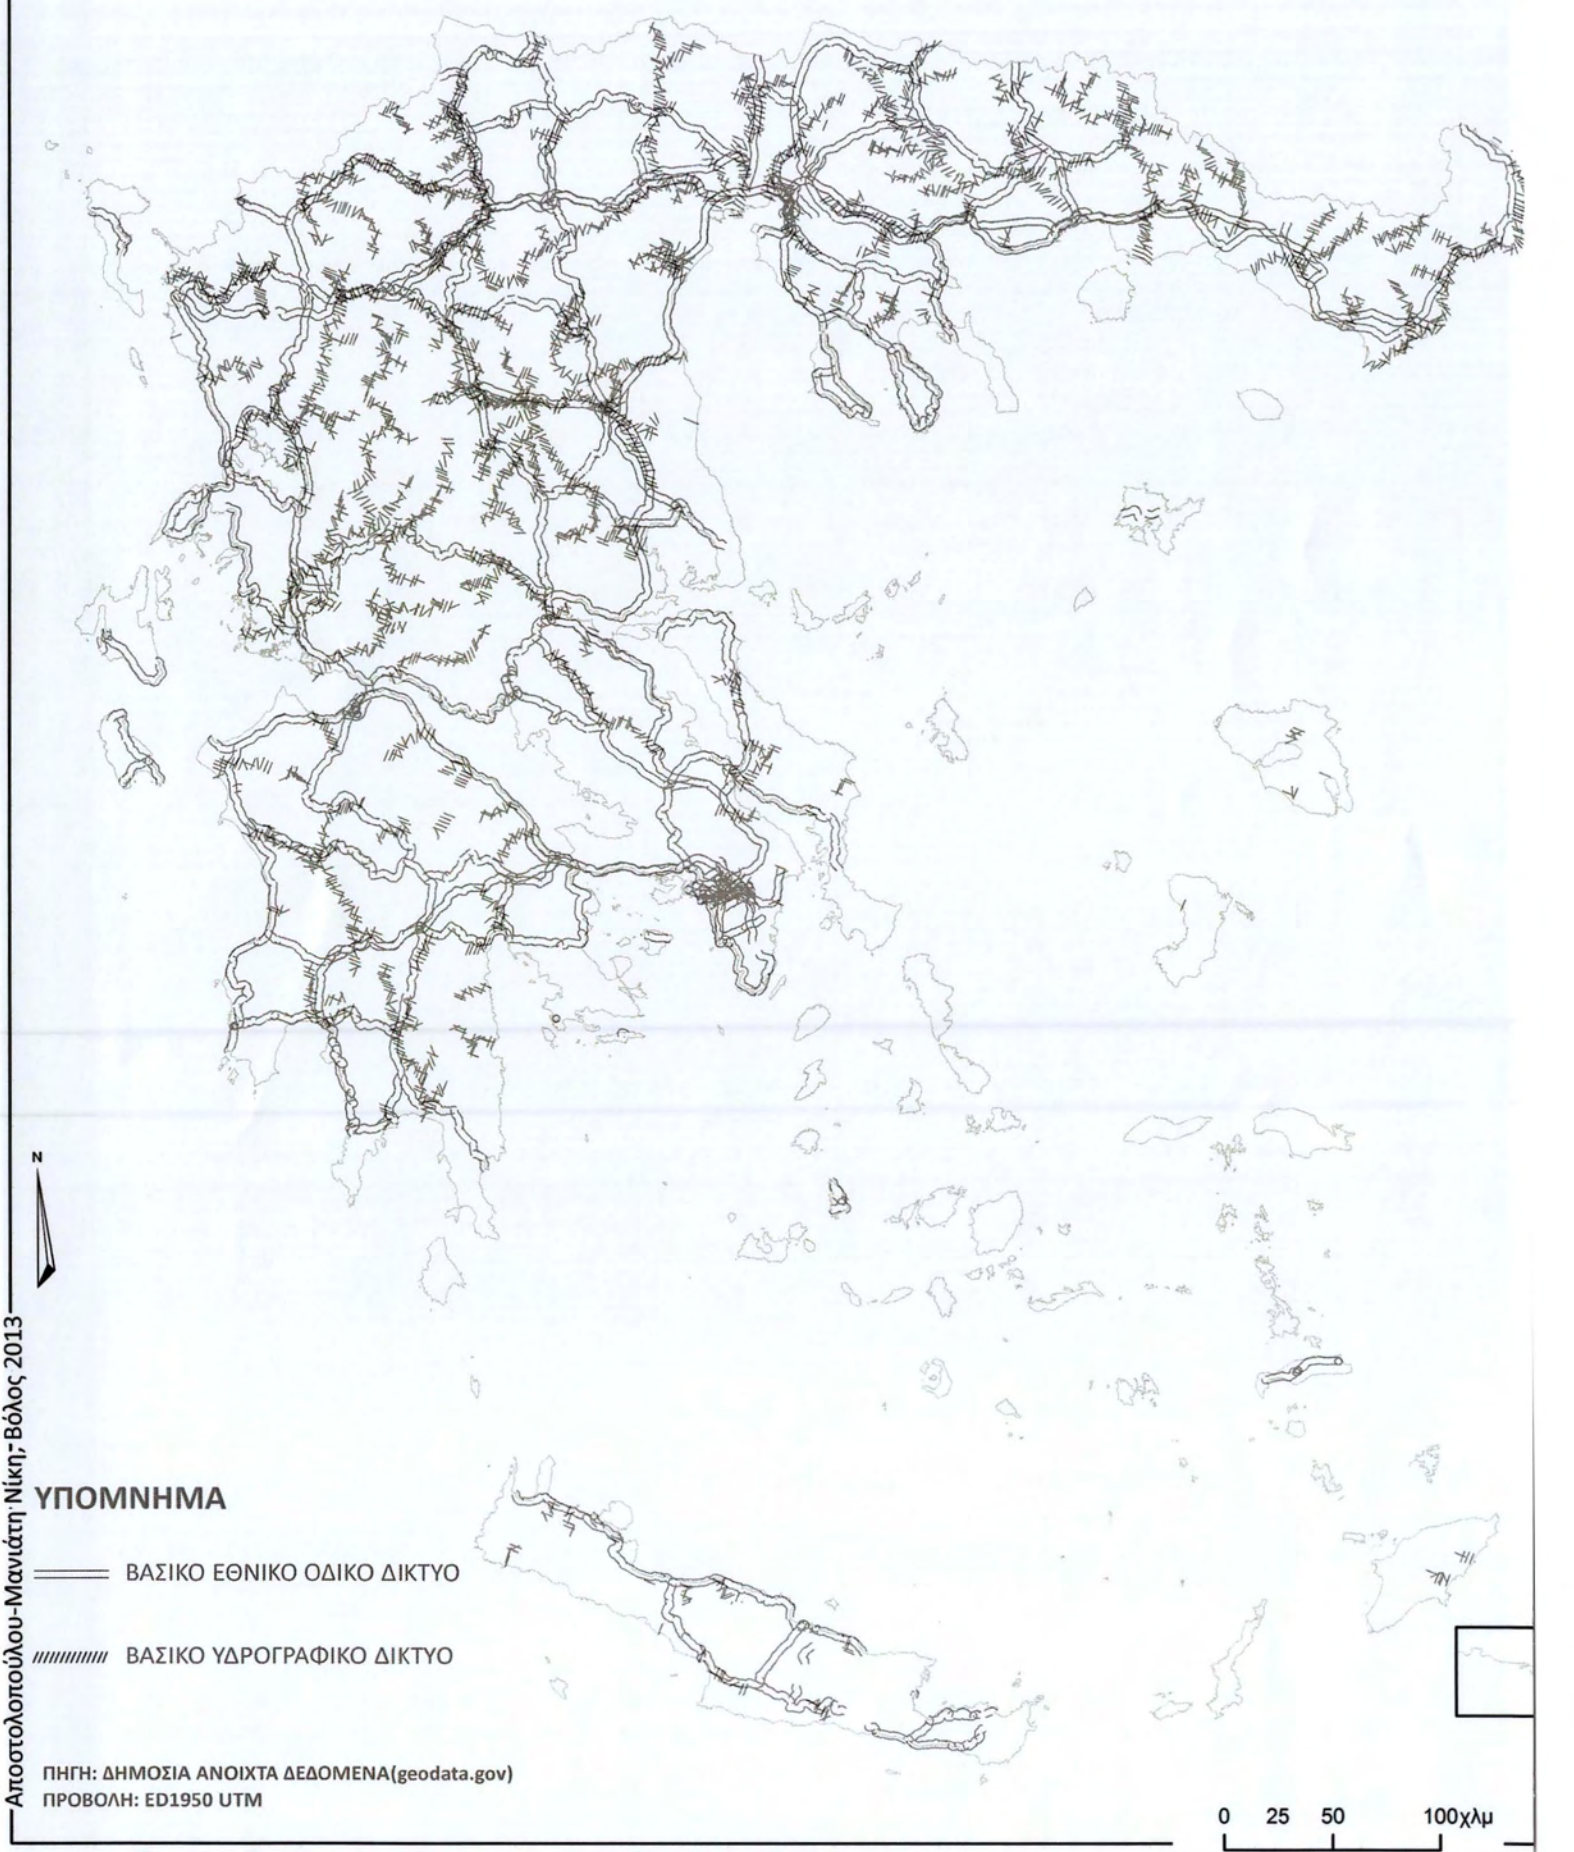 N
Αποστολοπούλου-Μανιάτη Νίκη, Βόλος 2013
ΥΠΟΜΝΗΜΑ
ΒΑΣΙΚΟ ΕΘΝΙΚΟ ΟΔΙΚΟ ΔΙΚΤΥΟ
ΒΑΣΙΚΟ ΥΔΡΟΓΡΑΦΙΚΟ ΔΙΚΤΥΟ
ΠΗΓΗ: ΔΗΜΟΣΙΑ ΑΝΟΙΧΤΑ ΔΕΔΟΜΕΝΑ(geodata.gov)
ΠΡΟΒΟΛΗ: ED1950 UTM
0 25 50 100χλμ